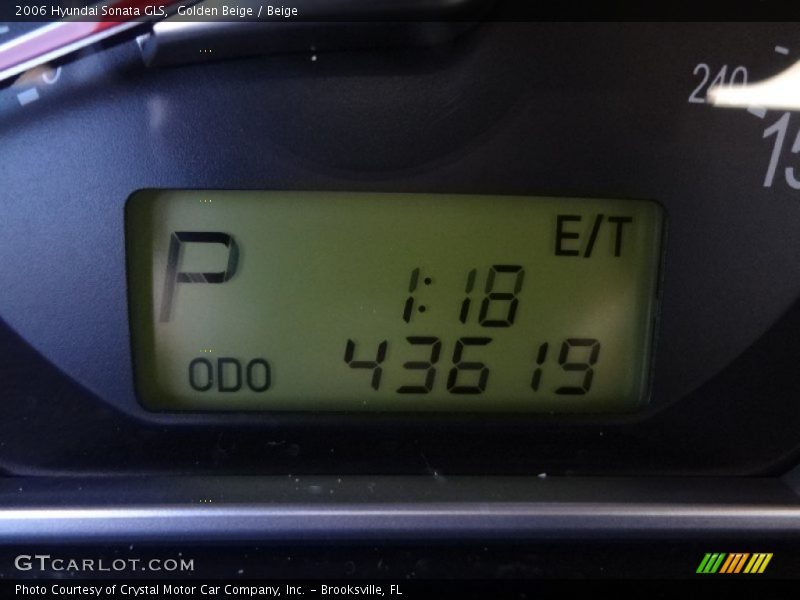 2006 Hyundai Sonata GLS,  Golden Beige / Beige
240
E/T
P
1:18
ODO 43619
GTCARLOT.COM
Photo Courtesy of Crystal Motor Car Company, Inc. – Brooksville, FL